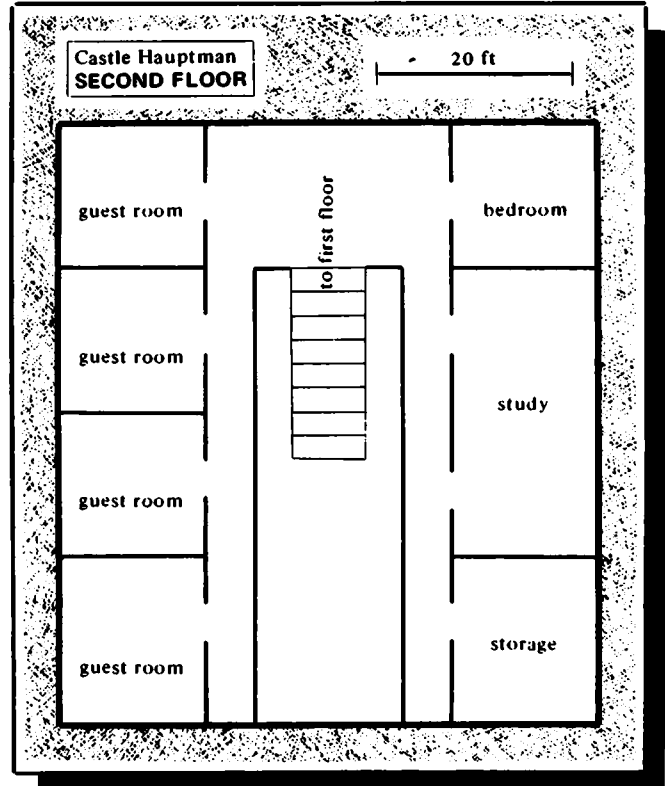 Castle Hauptman
SECOND FLOOR
20 ft
guest room
to first floor
bedroom
guest room
study
guest room
guest room
storage